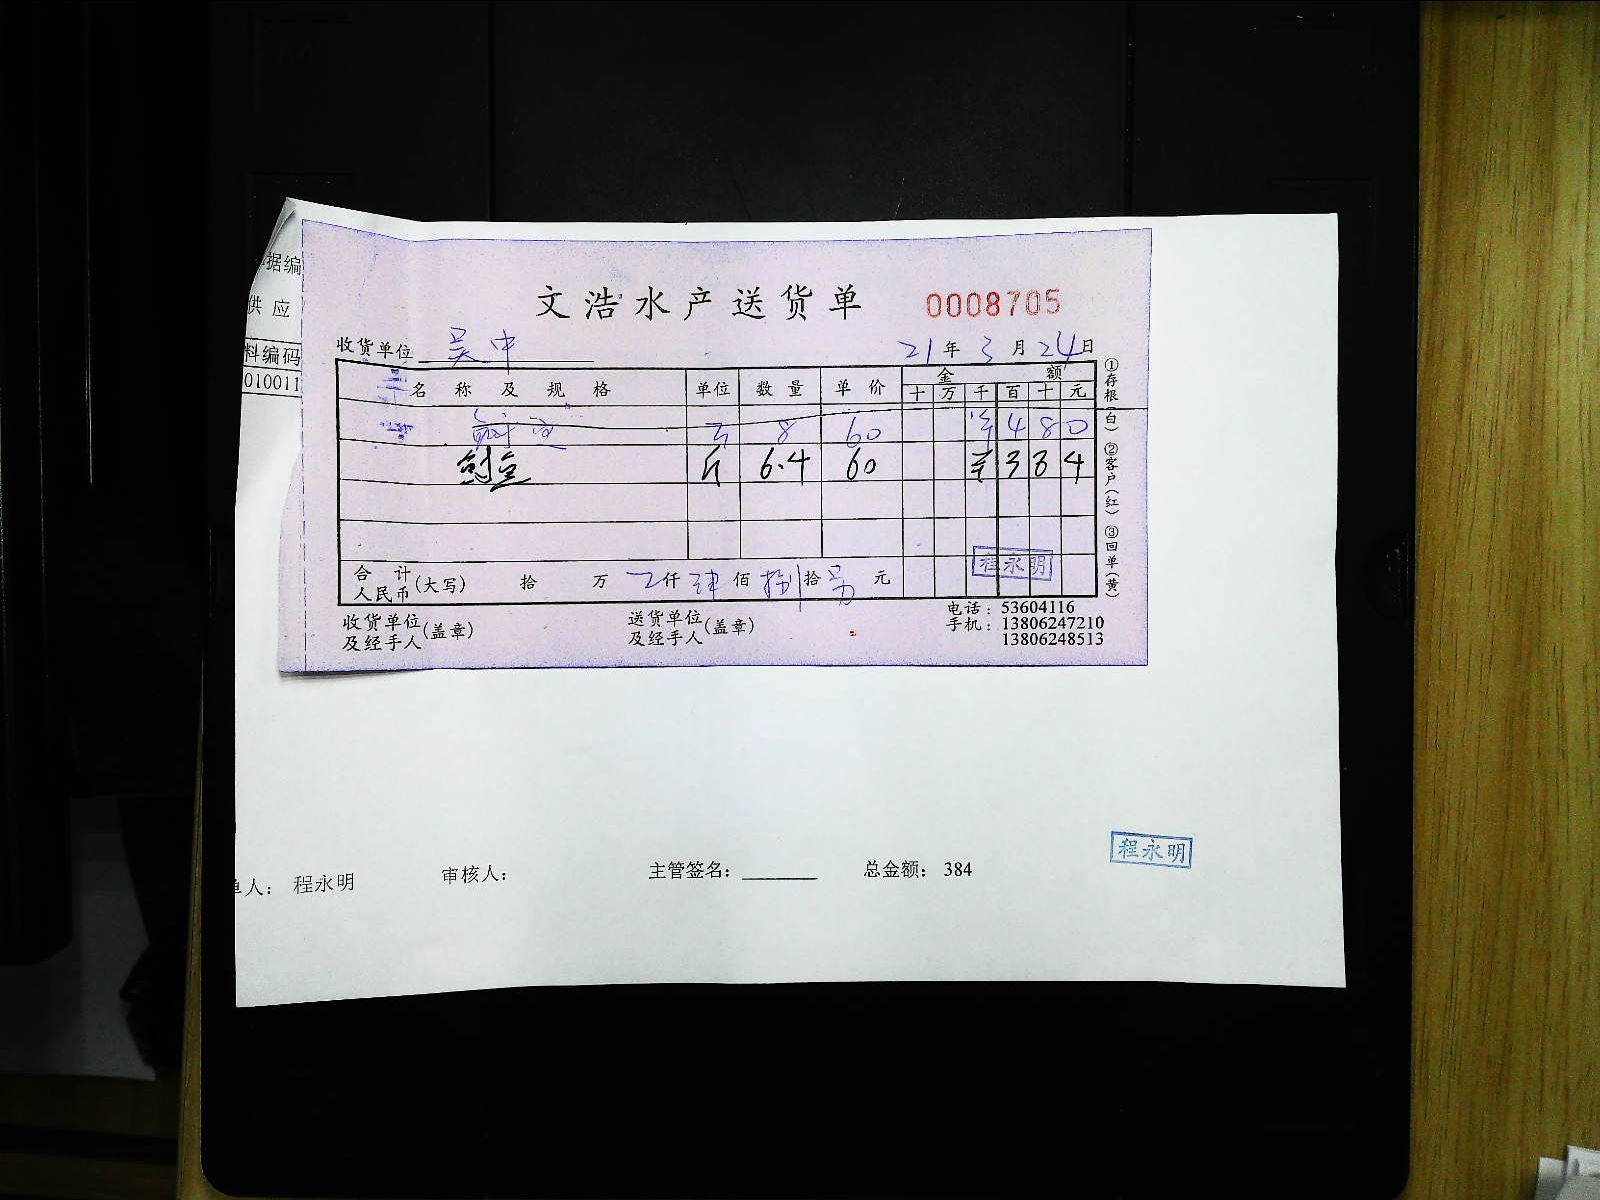 文浩水产送货单 0008705
据编
供应
料编码
010011
收货单位 吴中 21年3月24日
名称及规格 单位 数量 单价 金额
十 万 千 百 十 元
8 60 ¥ 4 8 0
斤 6.4 60 ¥ 3 8 4
合计人民币(大写) 拾 万 仟 肆 佰 捌 拾 元
程永明
①存根(白) ②客户(红) ③回单(黄)
收货单位及经手人(盖章) 送货单位及经手人(盖章)
电话：53604116
手机：13806247210
13806248513
程永明
单人： 程永明 审核人： 主管签名： 总金额： 384